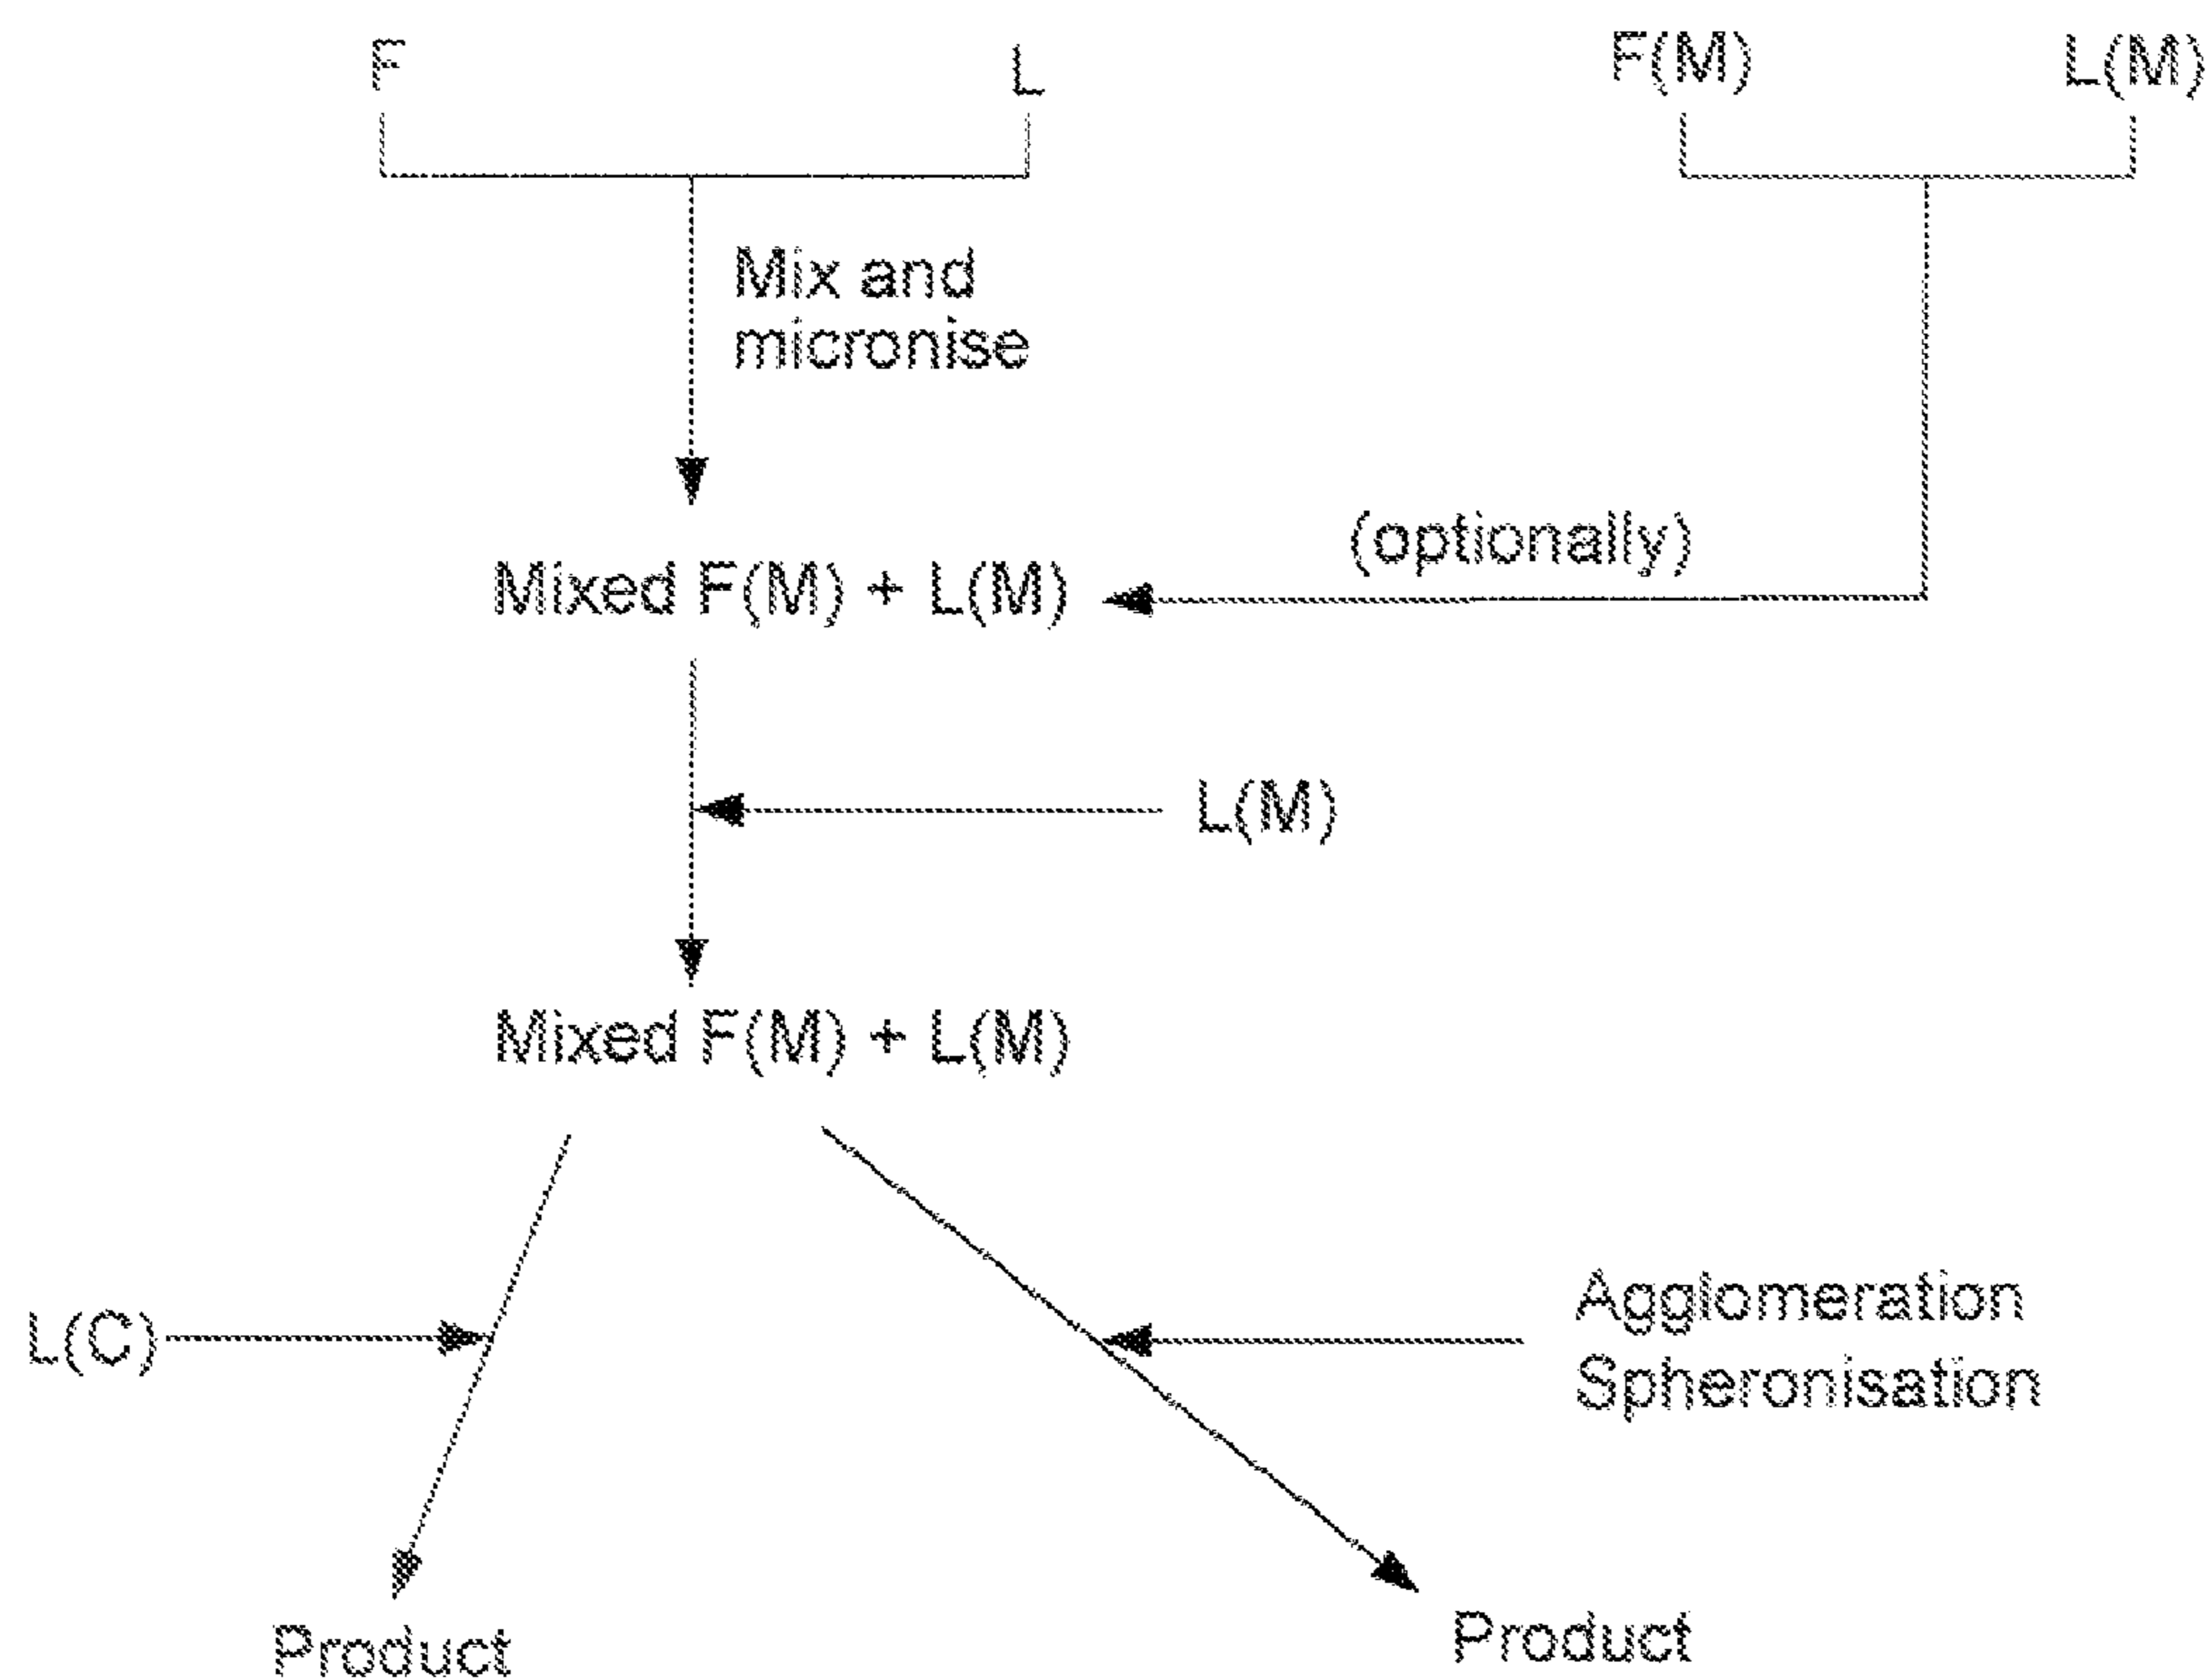 F
L
F(M)
L(M)
Mix and
micronise
(optionally)
Mixed F(M) + L(M)
L(M)
Mixed F(M) + L(M)
L(C)
Agglomeration
Spheronisation
Product
Product